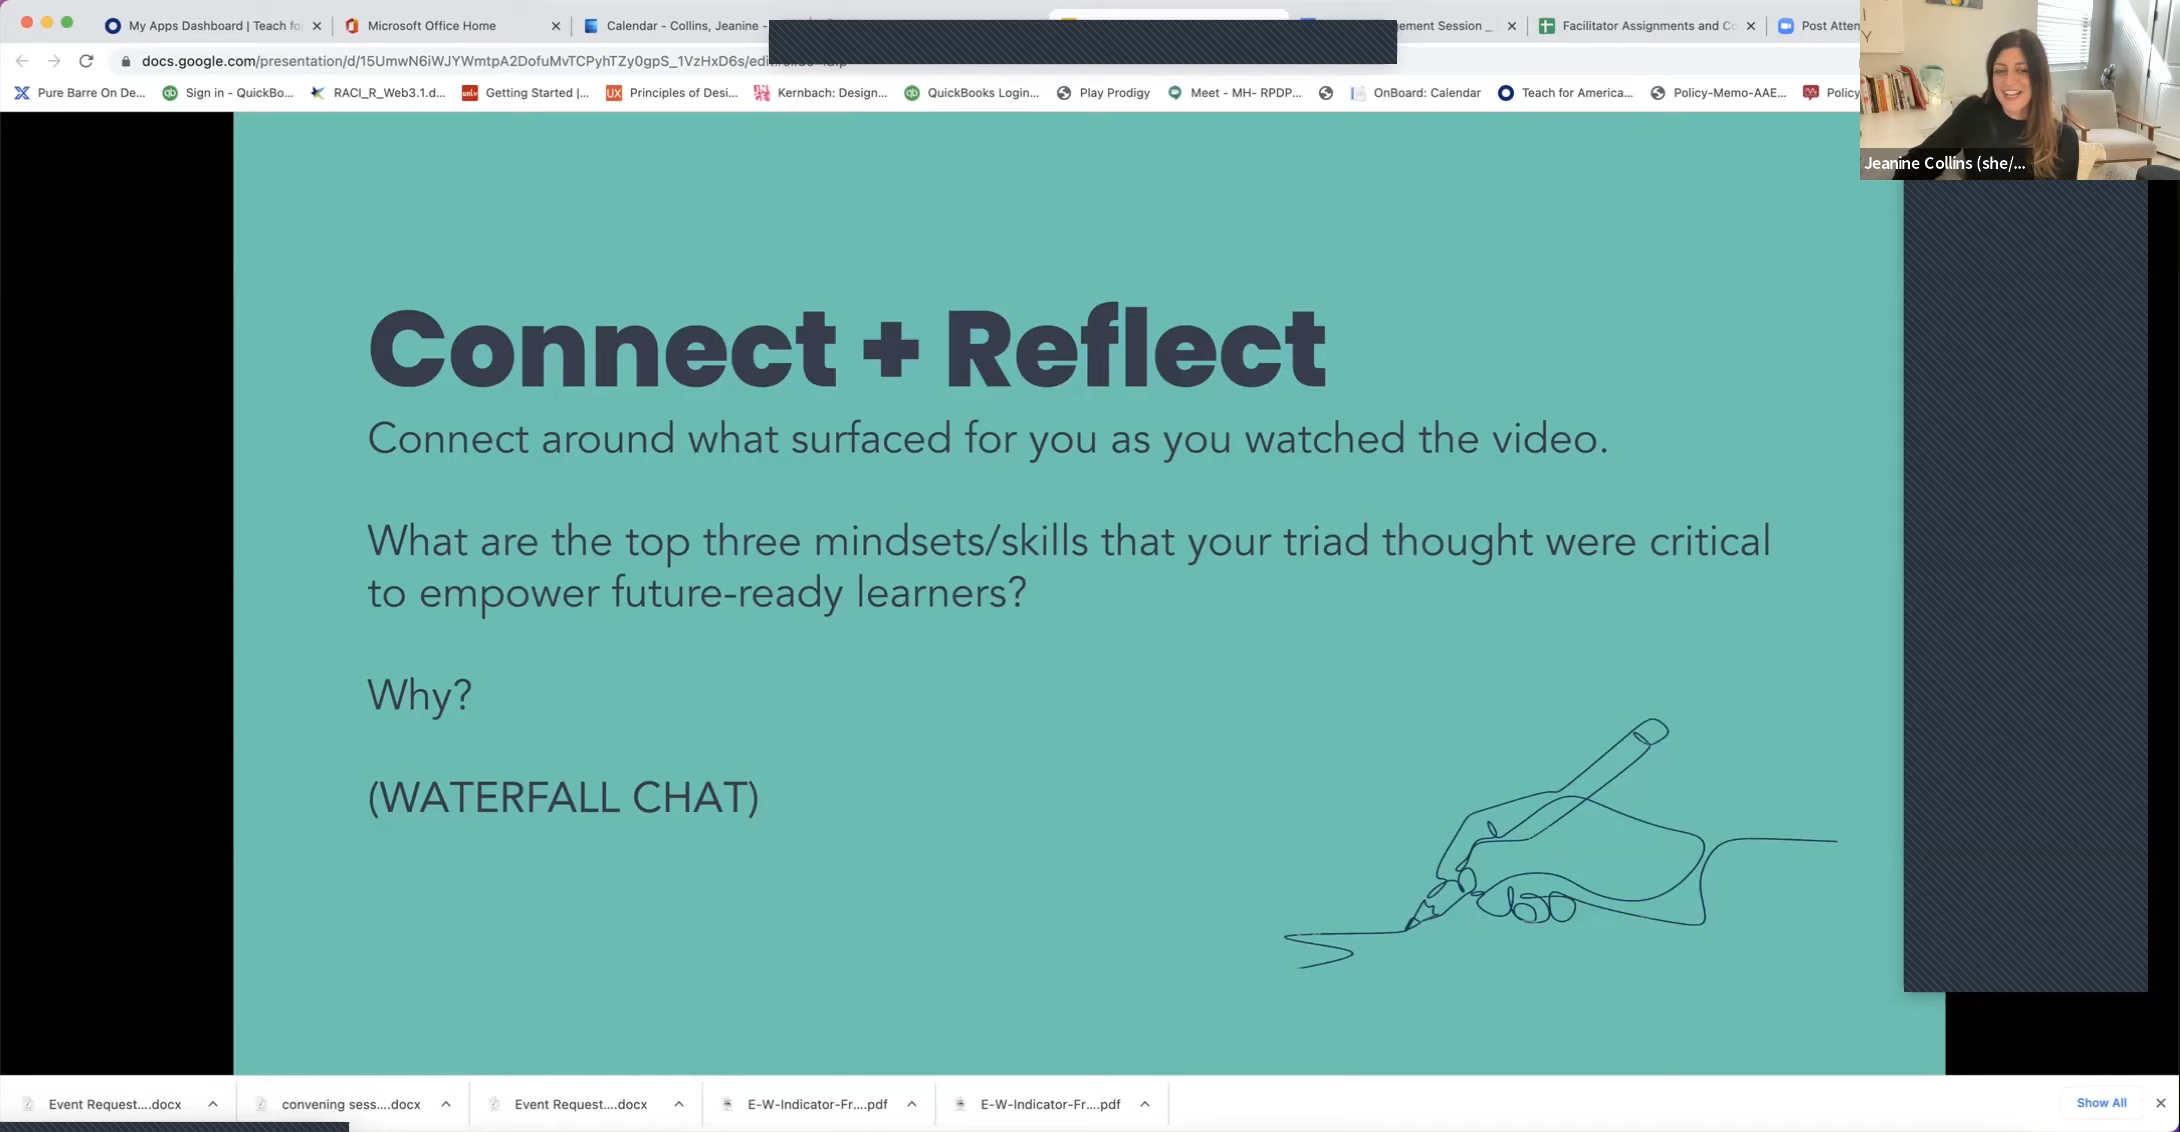 My Apps Dashboard | Teach fo
Microsoft Office Home
Calendar - Collins, Jeanine -
ement Session _
Facilitator Assignments and Co
Post Atten
docs.google.com/presentation/d/15UmwN6iWJYWmtpA2DofuMvTCPyhTZy0gpS_1VzHxD6s/edit
Pure Barre On De...
Sign in - QuickBo...
RACI_R_Web3.1.d...
Getting Started |...
UX
Principles of Desi...
Kernbach: Design...
QuickBooks Login...
Play Prodigy
Meet - MH- RPDP...
OnBoard: Calendar
Teach for America...
Policy-Memo-AAE...
Policy
Jeanine Collins (she/...
Connect + Reflect
Connect around what surfaced for you as you watched the video.
What are the top three mindsets/skills that your triad thought were critical
to empower future-ready learners?
Why?
(WATERFALL CHAT)
Event Request....docx
convening sess....docx
Event Request....docx
E-W-Indicator-Fr....pdf
E-W-Indicator-Fr....pdf
Show All